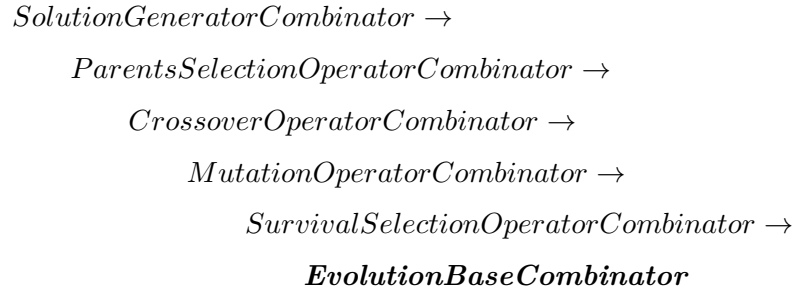 SolutionGeneratorCombinator →
ParentsSelectionOperatorCombinator →
CrossoverOperatorCombinator →
MutationOperatorCombinator →
SurvivalSelectionOperatorCombinator →
EvolutionBaseCombinator